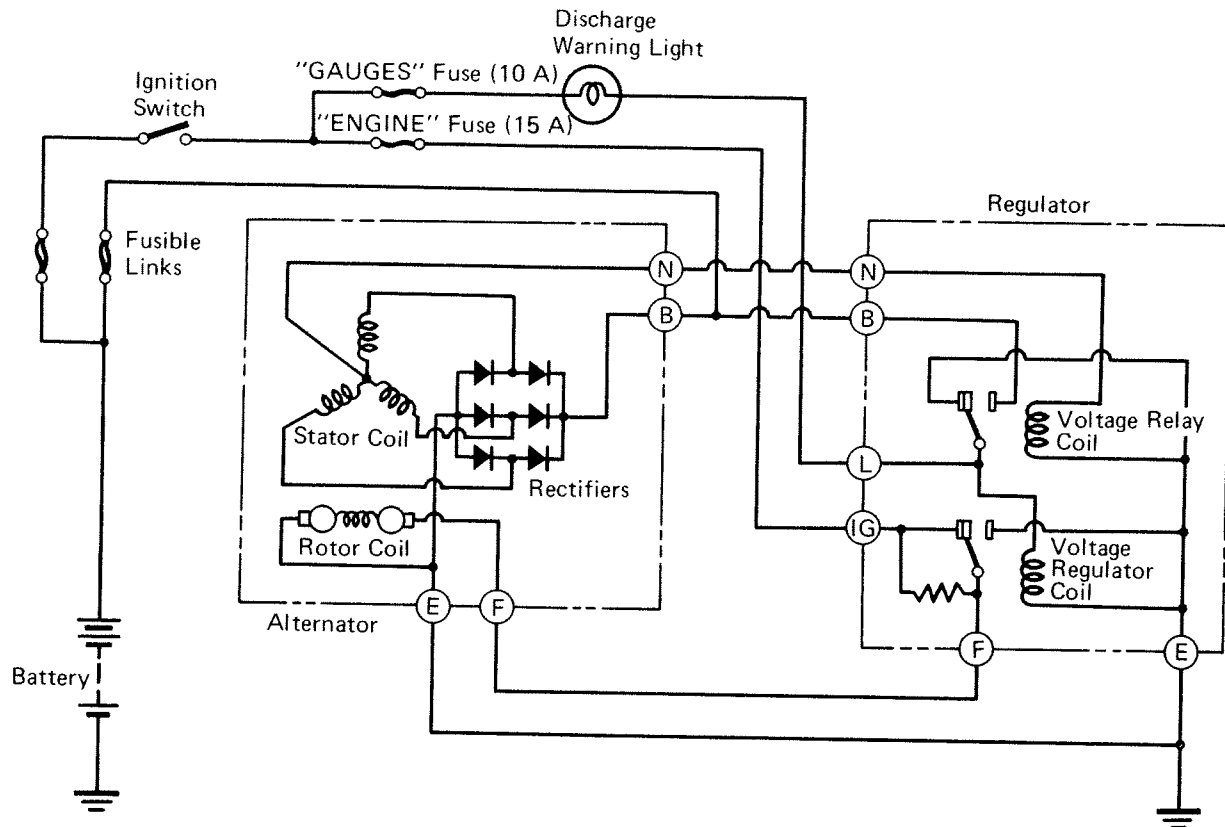 Discharge
Warning Light
"GAUGES" Fuse (10 A)
Ignition
Switch
"ENGINE" Fuse (15 A)
Regulator
Fusible
Links
N
N
B
B
Stator Coil
Voltage Relay
Coil
L
Rectifiers
IG
Rotor Coil
Voltage
Regulator
Coil
E
F
Alternator
F
E
Battery